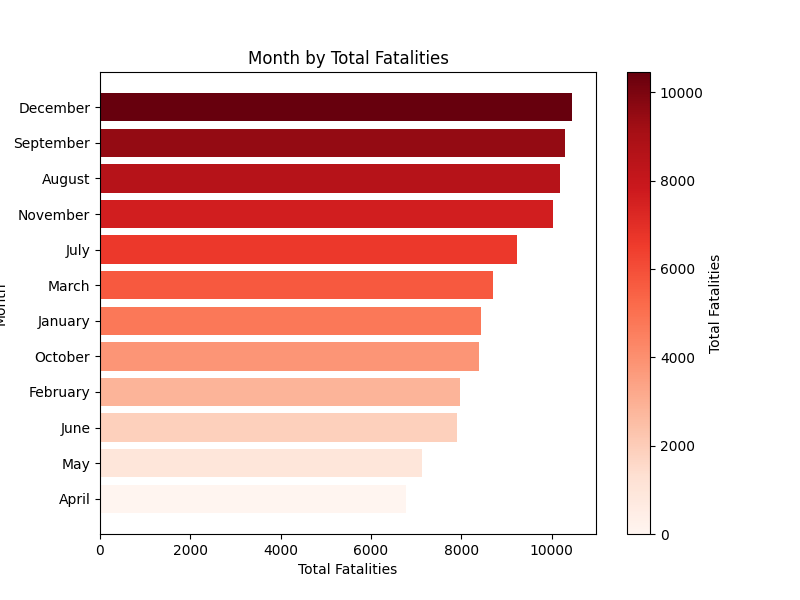 Month by Total Fatalities
December
September
August
November
July
March
January
October
February
June
May
April
Month
0 2000 4000 6000 8000 10000
Total Fatalities
10000
8000
6000
4000
2000
0
Total Fatalities